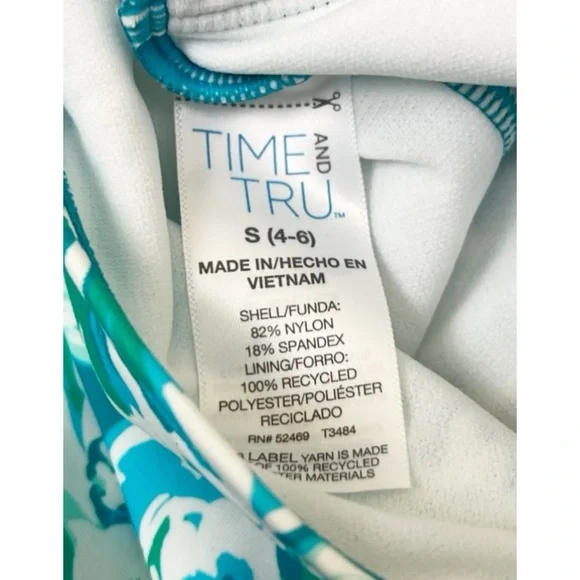 TIME AND
TRU™
S (4-6)
MADE IN/HECHO EN
VIETNAM
SHELL/FUNDA:
82% NYLON
18% SPANDEX
LINING/FORRO:
100% RECYCLED
POLYESTER/POLIÉSTER
RECICLADO
RN# 52469 T3484
LABEL YARN IS MADE
OF 100% RECYCLED
MATERIALS